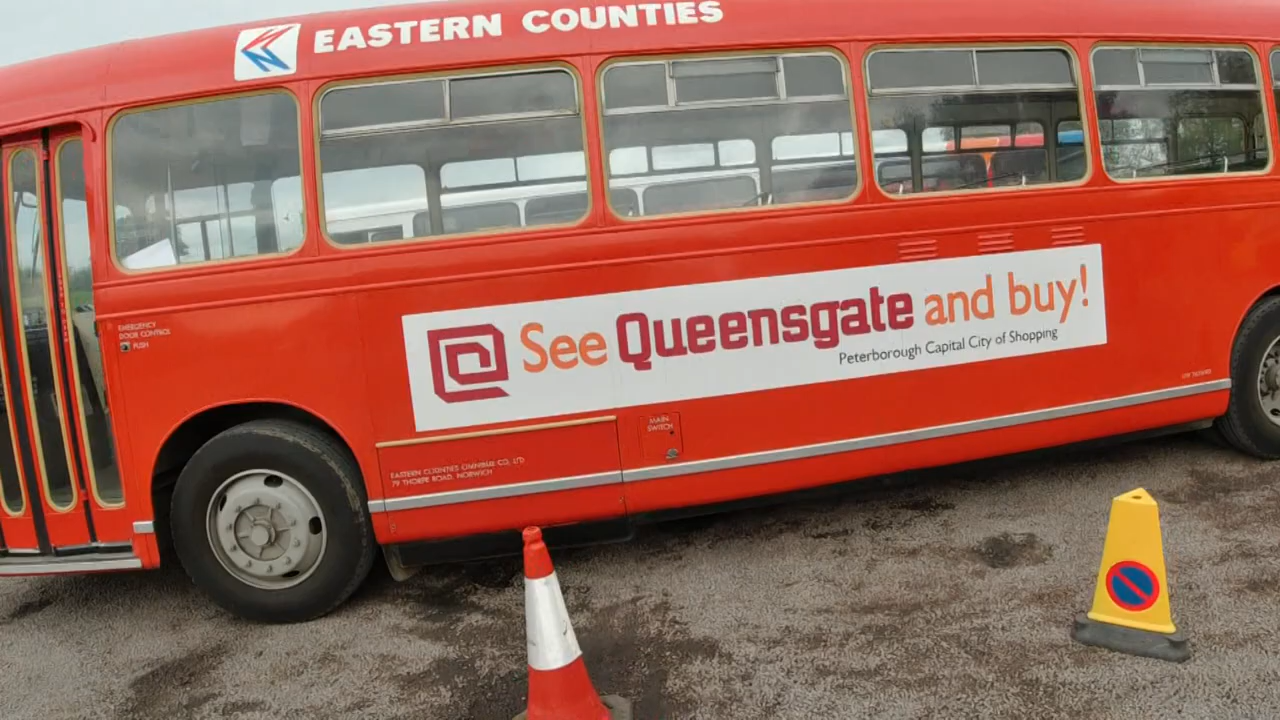 EASTERN COUNTIES
See Queensgate and buy!
Peterborough Capital City of Shopping
EMERGENCY
DOOR CONTROL
PUSH
MAIN
SWITCH
EASTERN COUNTIES OMNIBUS CO. LTD
79 THORPE ROAD, NORWICH